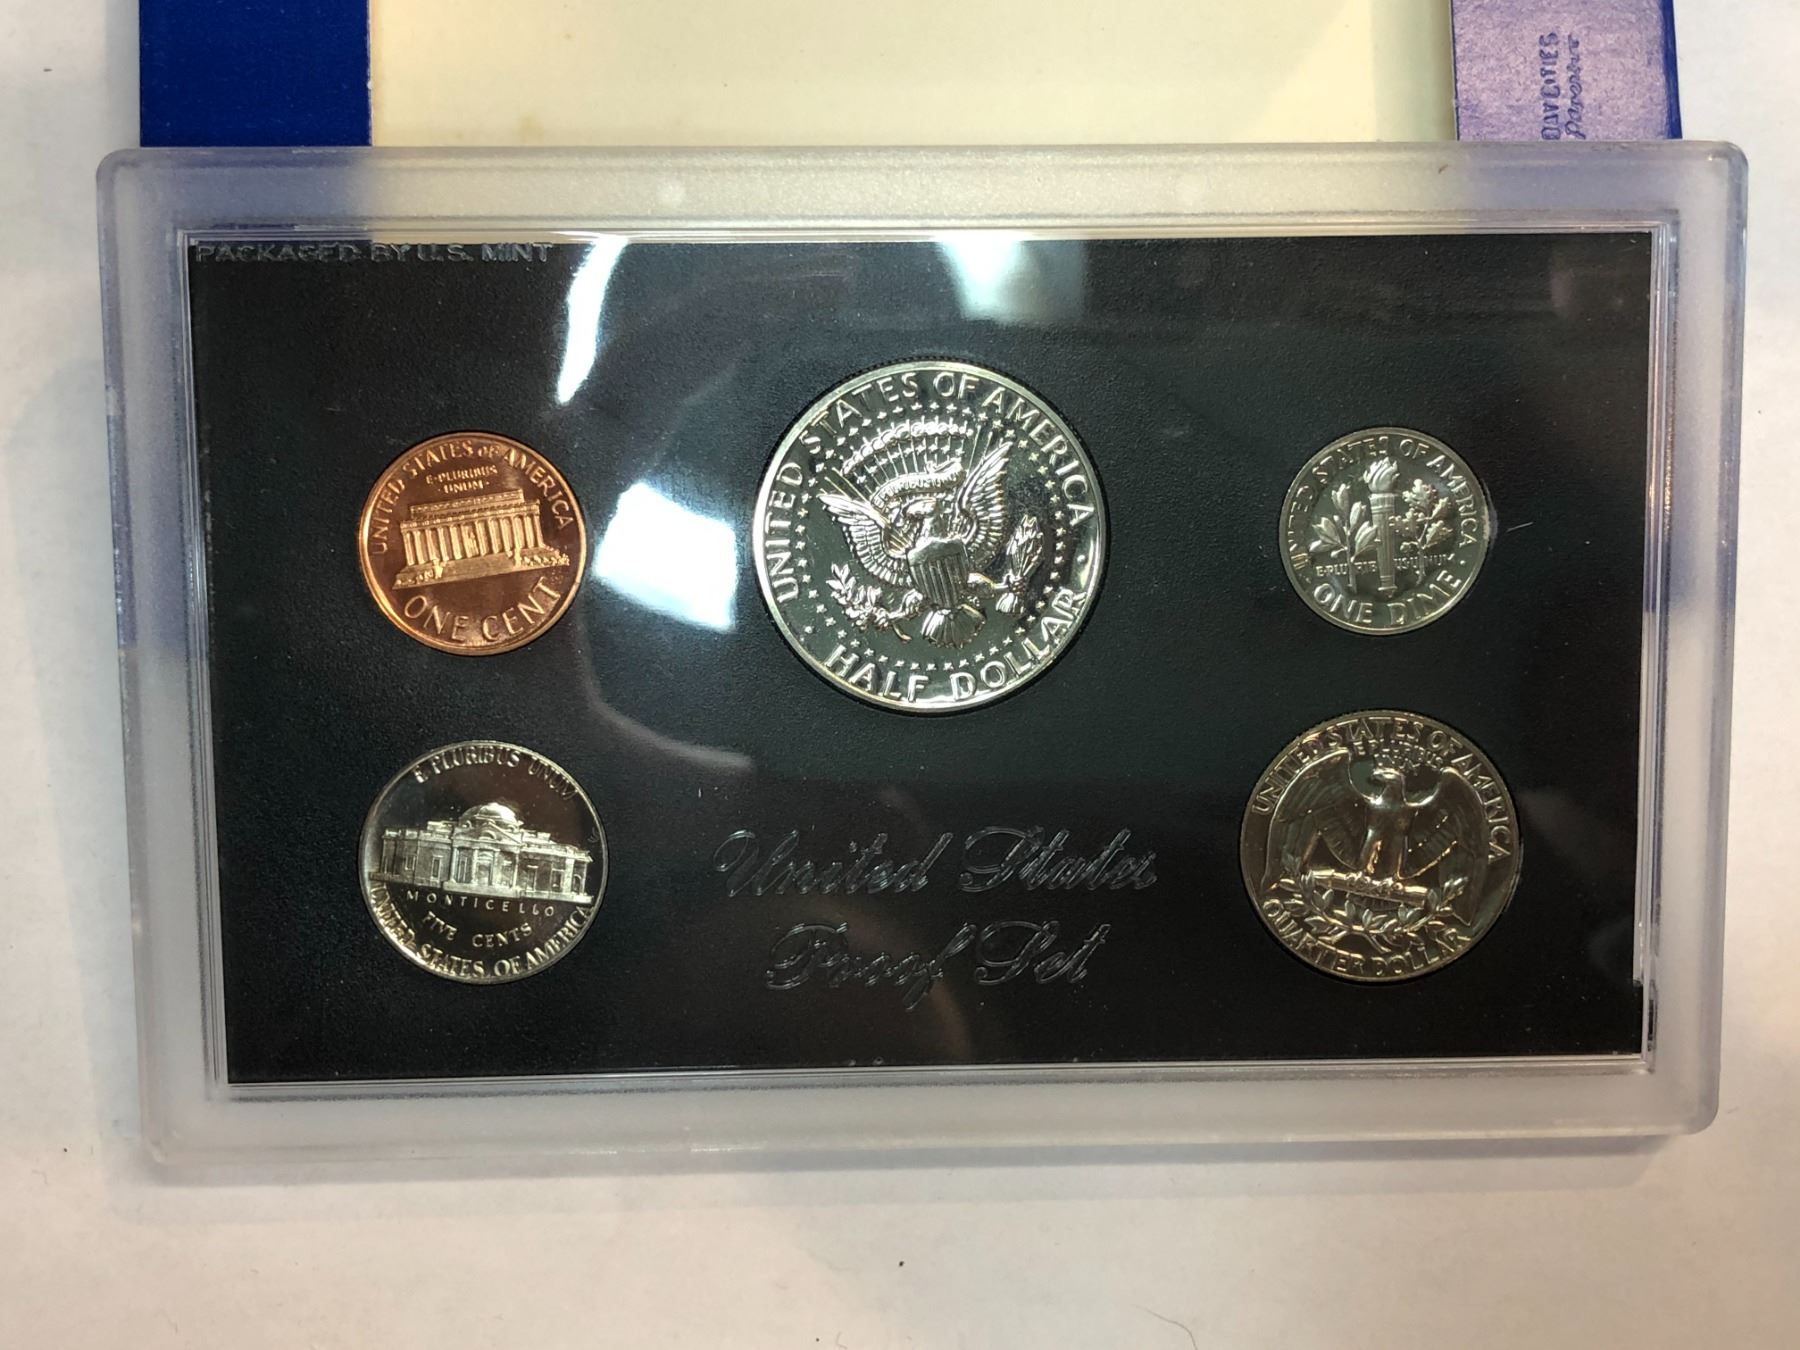 PACKAGED BY U.S. MINT
UNITED STATES OF AMERICA
E·PLURIBUS
·UNUM·
ONE CENT
UNITED STATES OF AMERICA
HALF DOLLAR
UNITED STATES OF AMERICA
E·PLURIBUS UNUM
ONE DIME
E PLURIBUS UNUM
MONTICELLO
FIVE CENTS
UNITED STATES OF AMERICA
United States
Proof Set
UNITED STATES OF AMERICA
E PLURIBUS
UNUM
QUARTER DOLLAR